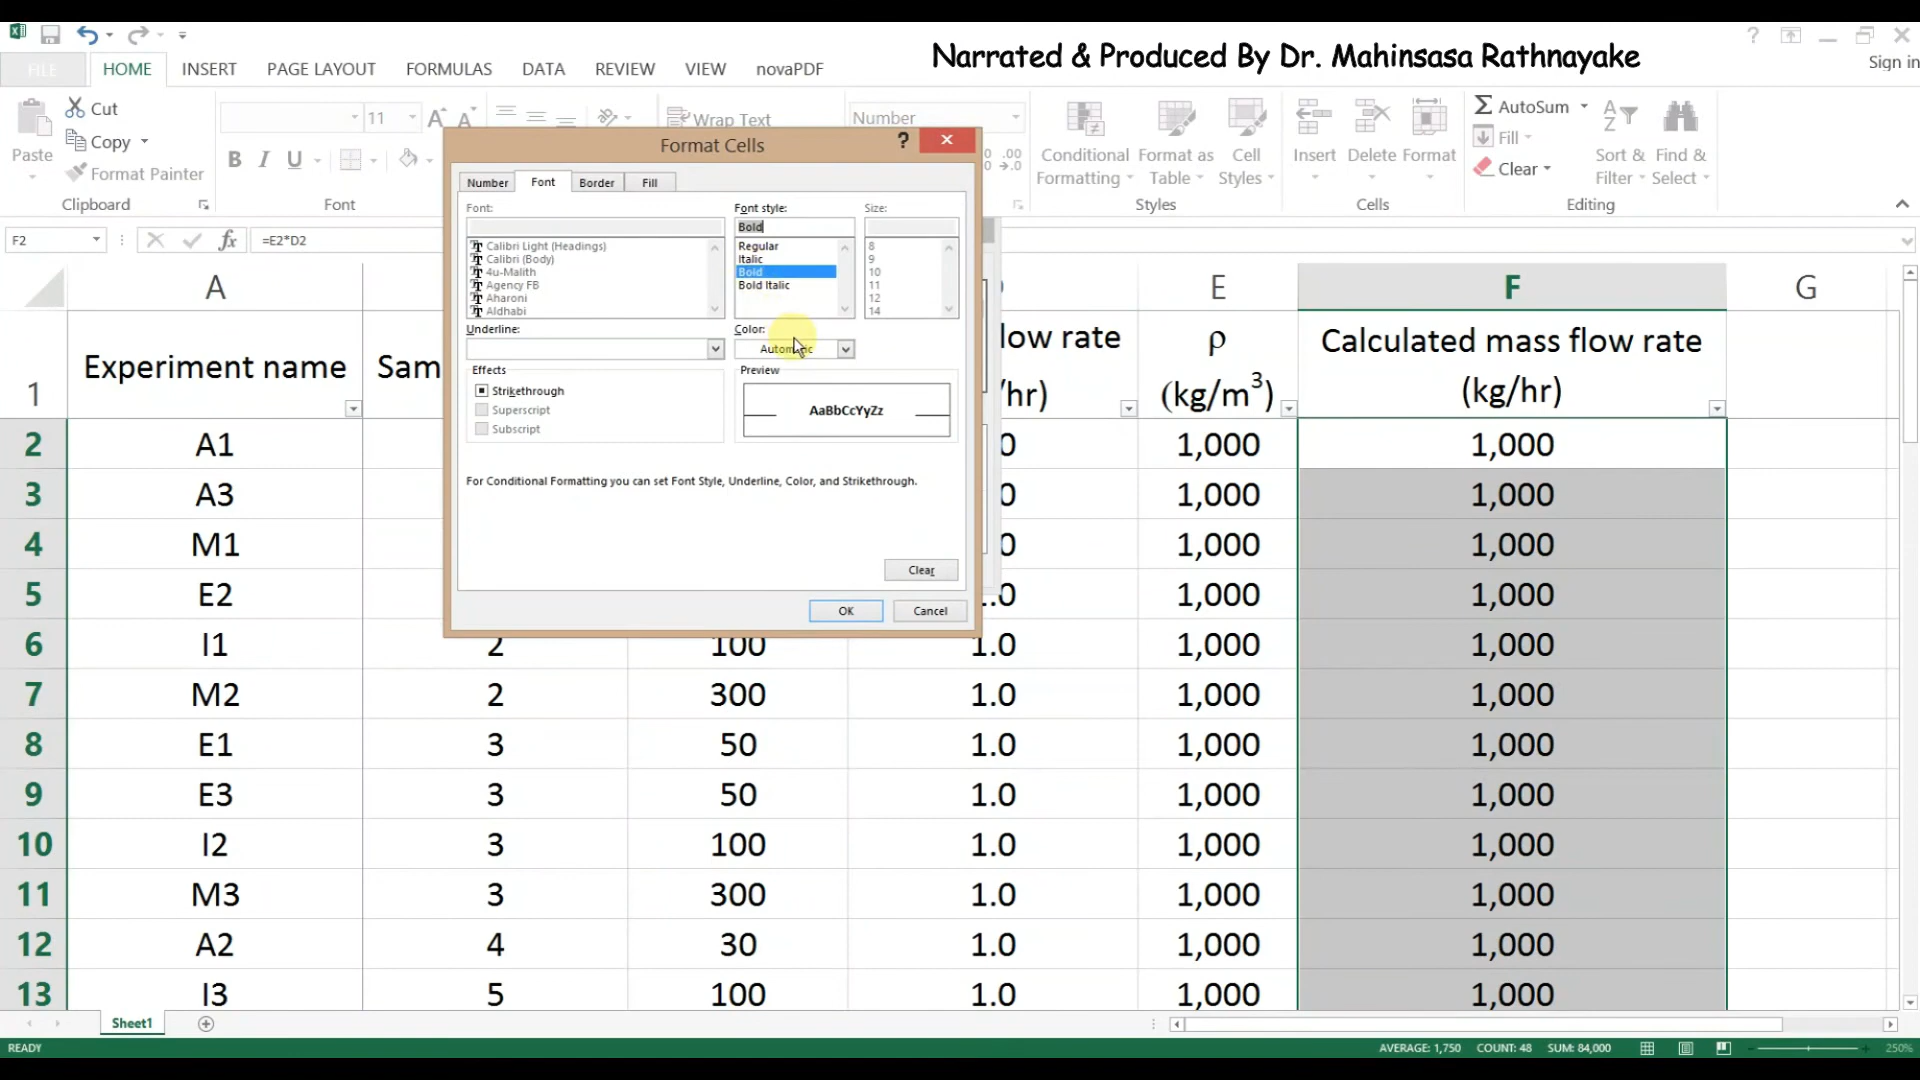 Narrated & Produced By Dr. Mahinsasa Rathnayake
Sign in
FILE HOME INSERT PAGE LAYOUT FORMULAS DATA REVIEW VIEW novaPDF
Paste
Cut
Copy
Format Painter
Clipboard
11
B I U
Font
Wrap Text
Number
Conditional Formatting
Format as Table
Cell Styles
Styles
Insert Delete Format
Cells
AutoSum
Fill
Clear
Sort & Filter
Find & Select
Editing
F2
fx
=E2*D2
Format Cells
Number Font Border Fill
Font:
Calibri Light (Headings)
Calibri (Body)
4u-Malith
Agency FB
Aharoni
Aldhabi
Font style:
Bold
Regular
Italic
Bold
Bold Italic
Size:
8
9
10
11
12
14
Underline:
Color:
Automatic
Effects
Strikethrough
Superscript
Subscript
Preview
AaBbCcYyZz
For Conditional Formatting you can set Font Style, Underline, Color, and Strikethrough.
Clear
OK Cancel
A E F G
1 Experiment name Sam low rate /hr) ρ (kg/m³) Calculated mass flow rate (kg/hr)
2 A1 0 1,000 1,000
3 A3 0 1,000 1,000
4 M1 0 1,000 1,000
5 E2 .0 1,000 1,000
6 I1 2 100 1.0 1,000 1,000
7 M2 2 300 1.0 1,000 1,000
8 E1 3 50 1.0 1,000 1,000
9 E3 3 50 1.0 1,000 1,000
10 I2 3 100 1.0 1,000 1,000
11 M3 3 300 1.0 1,000 1,000
12 A2 4 30 1.0 1,000 1,000
13 I3 5 100 1.0 1,000 1,000
Sheet1
READY
AVERAGE: 1,750 COUNT: 48 SUM: 84,000
250%